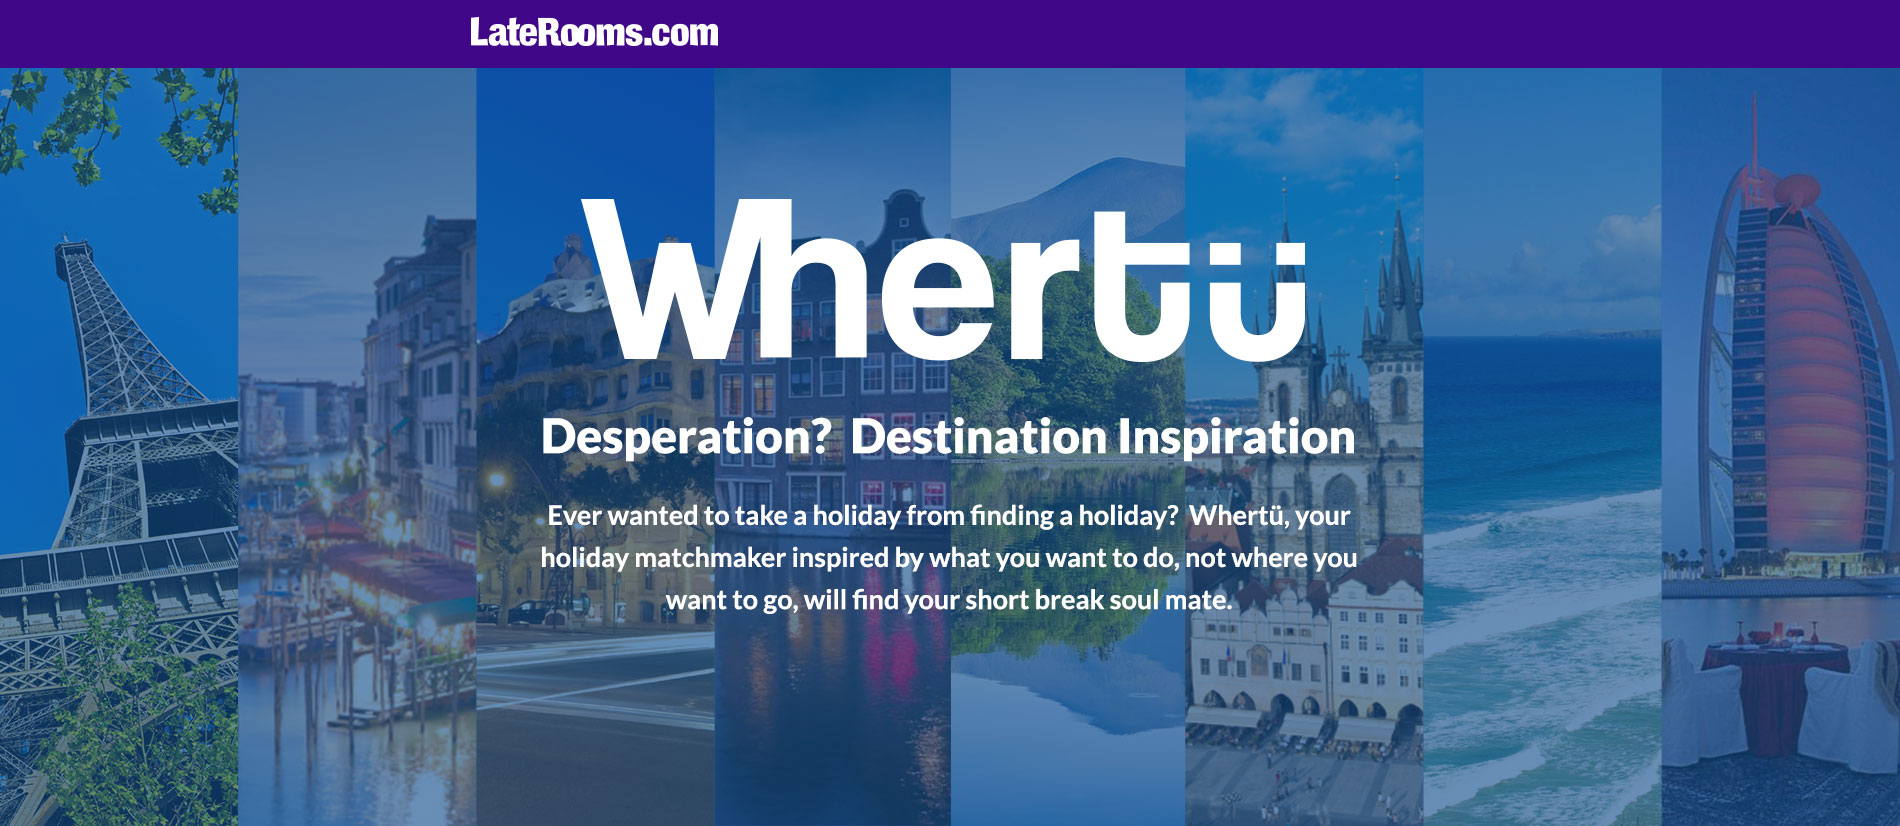 LateRooms.com
Whertü
Desperation? Destination Inspiration
Ever wanted to take a holiday from finding a holiday? Whertü, your
holiday matchmaker inspired by what you want to do, not where you
want to go, will find your short break soul mate.